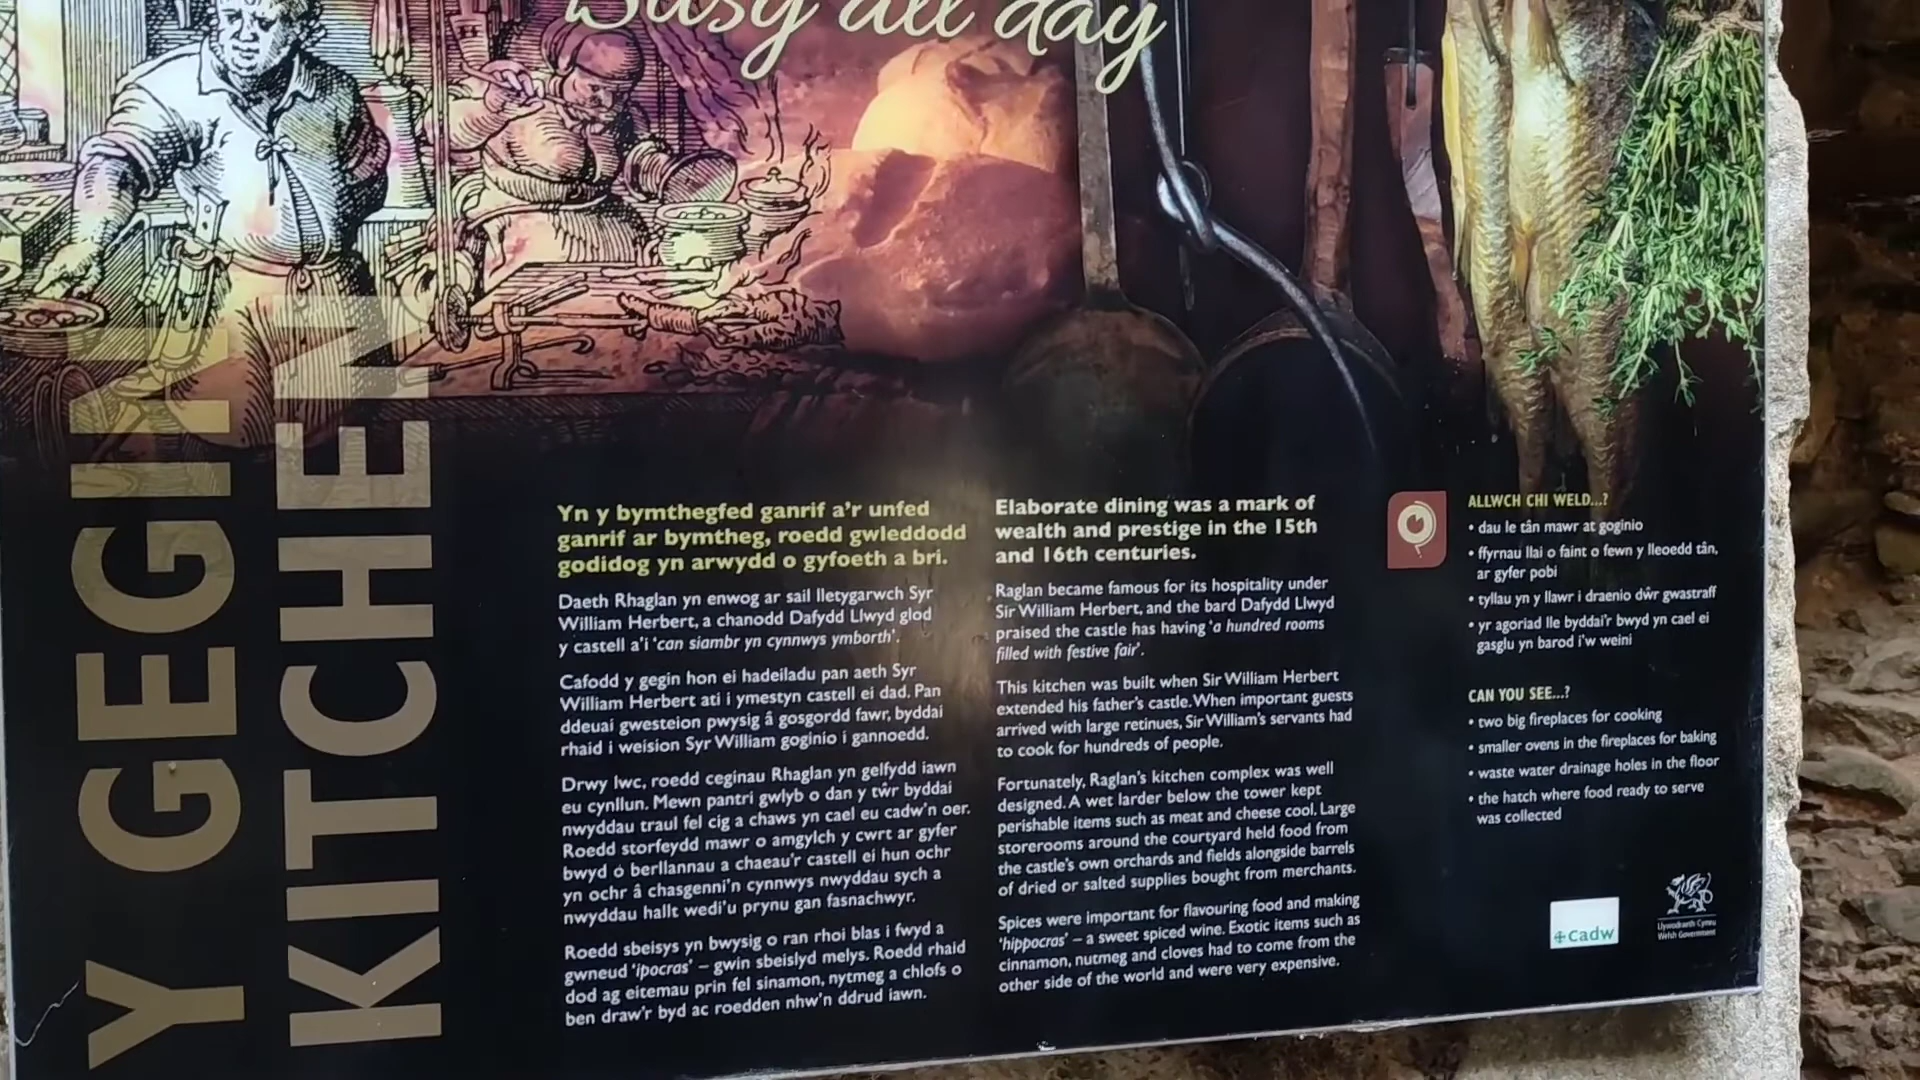 Busy all day
Y GEGIN
KITCHEN
Yn y bymthegfed ganrif a'r unfed
ganrif ar bymtheg, roedd gwleddodd
godidog yn arwydd o gyfoeth a bri.
Daeth Rhaglan yn enwog ar sail lletygarwch Syr
William Herbert, a chanodd Dafydd Llwyd glod
y castell a'i 'can siambr yn cynnwys ymborth'.
Cafodd y gegin hon ei hadeiladu pan aeth Syr
William Herbert ati i ymestyn castell ei dad. Pan
ddeuai gwesteion pwysig â gosgordd fawr, byddai
rhaid i weision Syr William goginio i gannoedd.
Drwy lwc, roedd ceginau Rhaglan yn gelfydd iawn
eu cynllun. Mewn pantri gwlyb o dan y tŵr byddai
nwyddau traul fel cig a chaws yn cael eu cadw'n oer.
Roedd storfeydd mawr o amgylch y cwrt ar gyfer
bwyd o berllannau a chaeau'r castell ei hun ochr
yn ochr â chasgenni'n cynnwys nwyddau sych a
nwyddau hallt wedi'u prynu gan fasnachwyr.
Roedd sbeisys yn bwysig o ran rhoi blas i fwyd a
gwneud 'ipocras' – gwin sbeislyd melys. Roedd rhaid
dod ag eitemau prin fel sinamon, nytmeg a chlofs o
ben draw'r byd ac roedden nhw'n ddrud iawn.
Elaborate dining was a mark of
wealth and prestige in the 15th
and 16th centuries.
Raglan became famous for its hospitality under
Sir William Herbert, and the bard Dafydd Llwyd
praised the castle has having 'a hundred rooms
filled with festive fair'.
This kitchen was built when Sir William Herbert
extended his father's castle. When important guests
arrived with large retinues, Sir William's servants had
to cook for hundreds of people.
Fortunately, Raglan's kitchen complex was well
designed. A wet larder below the tower kept
perishable items such as meat and cheese cool. Large
storerooms around the courtyard held food from
the castle's own orchards and fields alongside barrels
of dried or salted supplies bought from merchants.
Spices were important for flavouring food and making
'hippocras' – a sweet spiced wine. Exotic items such as
cinnamon, nutmeg and cloves had to come from the
other side of the world and were very expensive.
ALLWCH CHI WELD...?
• dau le tân mawr at goginio
• ffyrnau llai o faint o fewn y lleoedd tân,
ar gyfer pobi
• tyllau yn y llawr i draenio dŵr gwastraff
• yr agoriad lle byddai'r bwyd yn cael ei
gasglu yn barod i'w weini
CAN YOU SEE...?
• two big fireplaces for cooking
• smaller ovens in the fireplaces for baking
• waste water drainage holes in the floor
• the hatch where food ready to serve
was collected
Cadw
Llywodraeth Cymru
Welsh Government